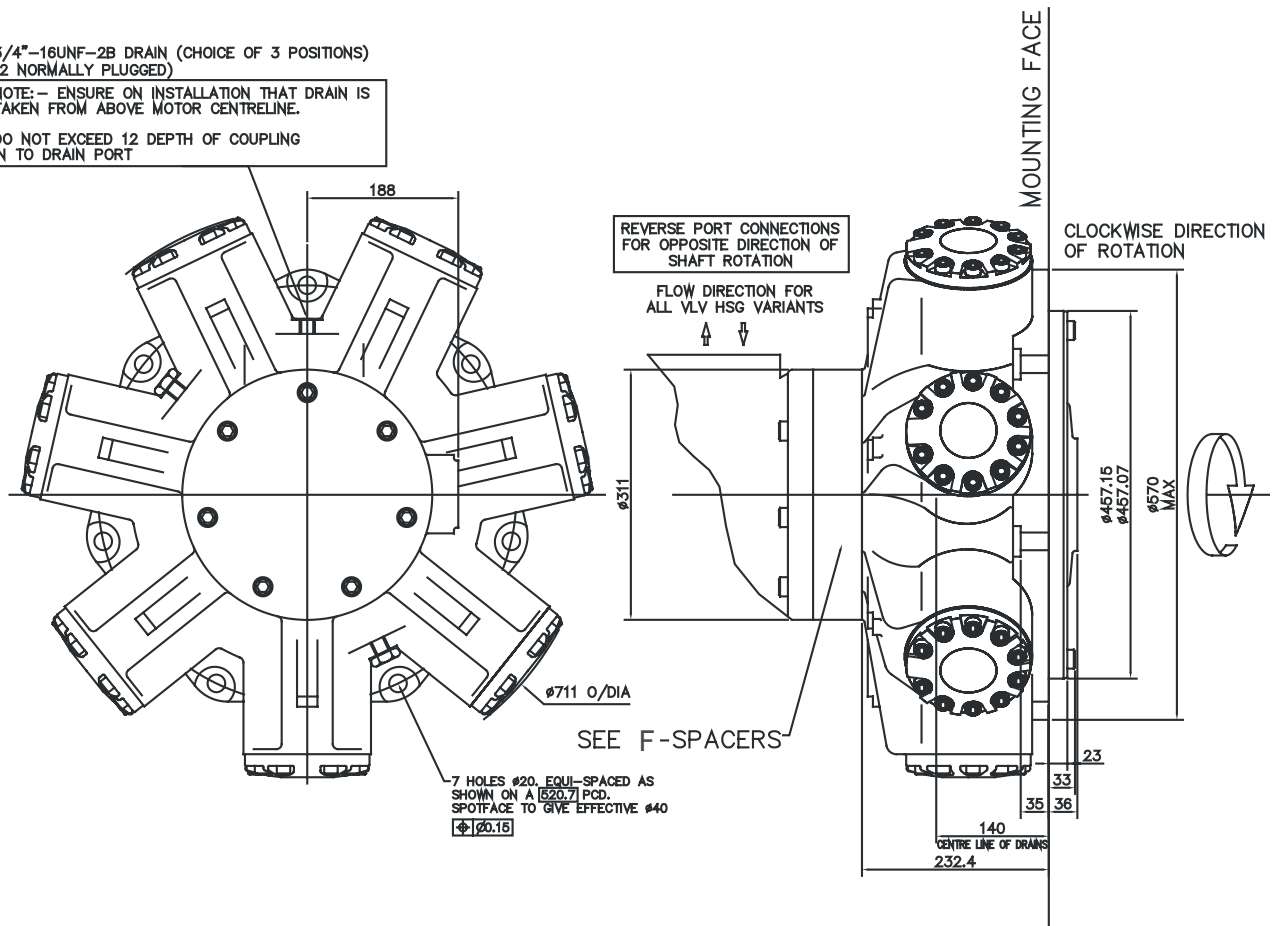 3/4"-16UNF-2B DRAIN (CHOICE OF 3 POSITIONS)
2 NORMALLY PLUGGED)
NOTE:- ENSURE ON INSTALLATION THAT DRAIN IS
TAKEN FROM ABOVE MOTOR CENTRELINE.
DO NOT EXCEED 12 DEPTH OF COUPLING
N TO DRAIN PORT
188
MOUNTING FACE
REVERSE PORT CONNECTIONS
FOR OPPOSITE DIRECTION OF
SHAFT ROTATION
CLOCKWISE DIRECTION
OF ROTATION
FLOW DIRECTION FOR
ALL VLV HSG VARIANTS
ø311
ø457.15
ø457.07
ø570
MAX
ø711 O/DIA
SEE F-SPACERS
7 HOLES ø20. EQUI-SPACED AS
SHOWN ON A 520.7 PCD.
SPOTFACE TO GIVE EFFECTIVE ø40
⌖ ø0.15
23
33
35 36
140
CENTRE LINE OF DRAINS
232.4